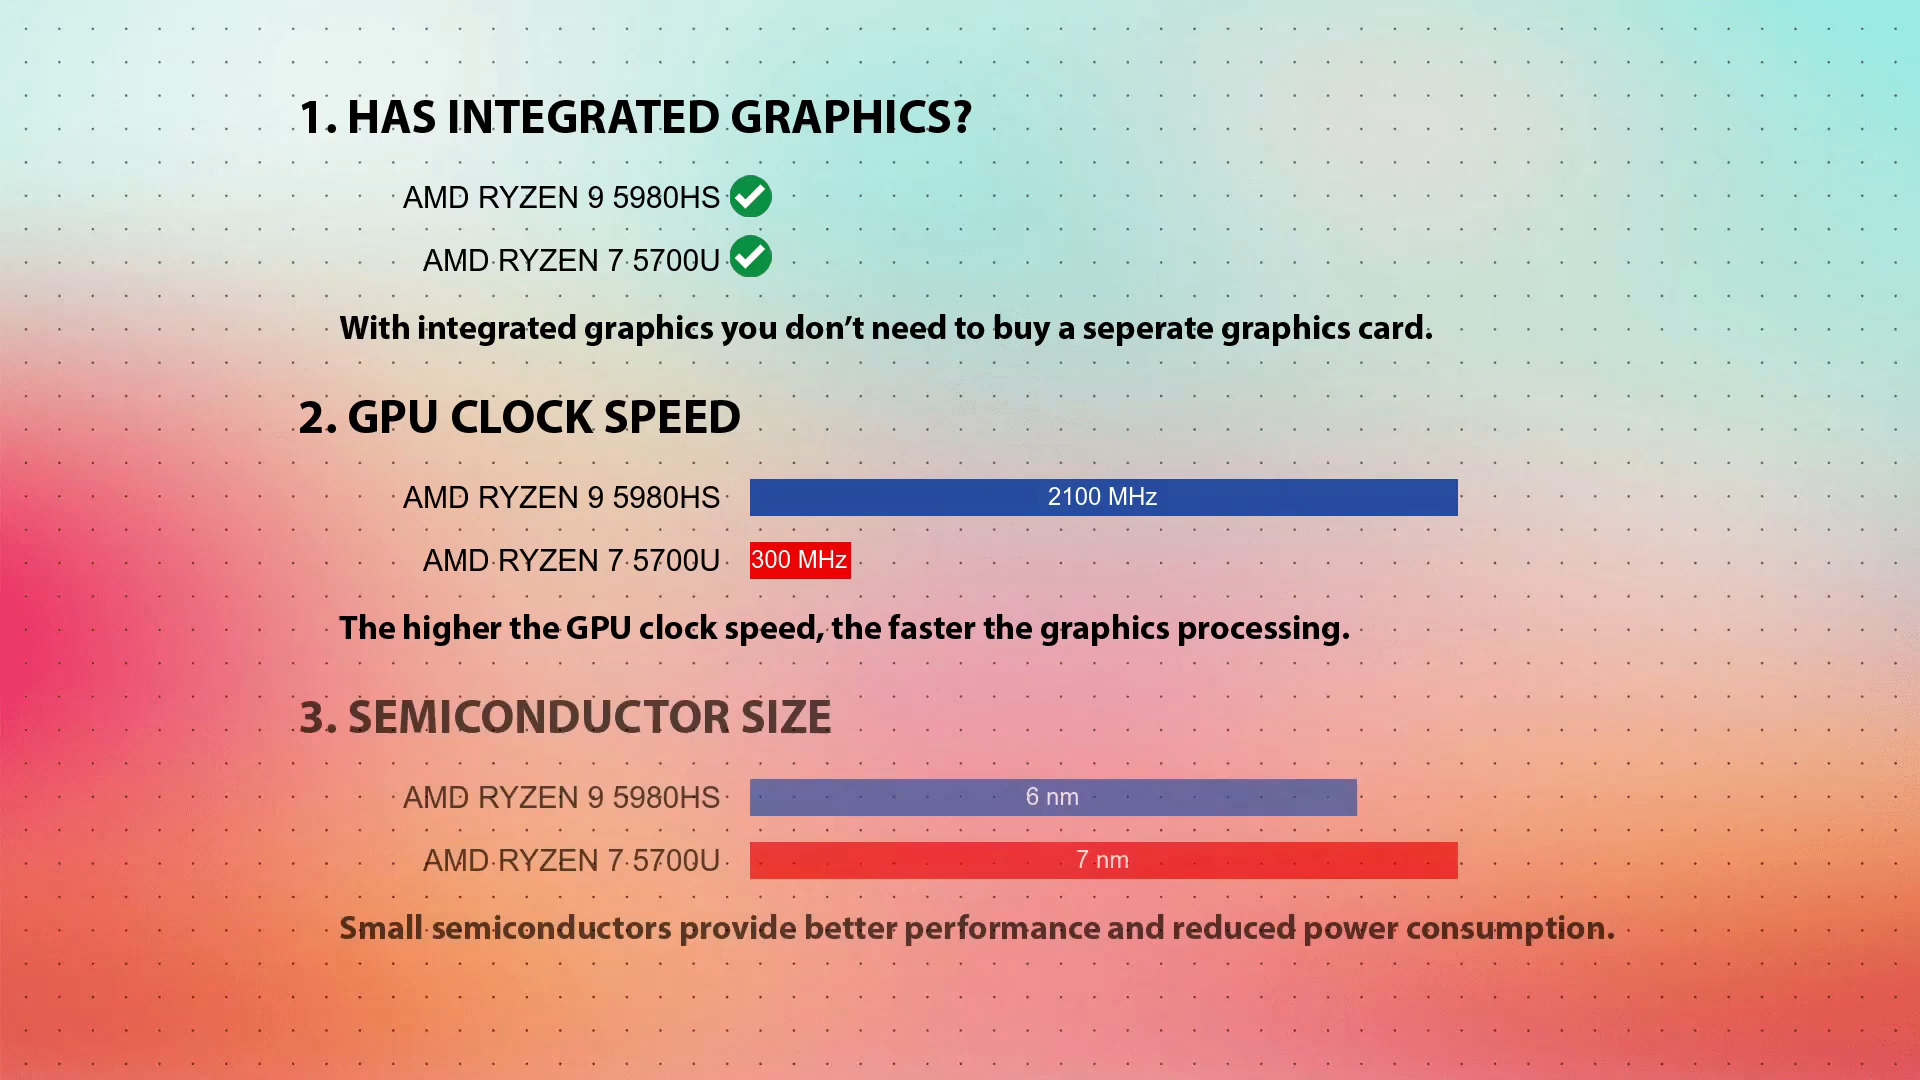 1. HAS INTEGRATED GRAPHICS?
AMD RYZEN 9 5980HS
AMD RYZEN 7 5700U
With integrated graphics you don’t need to buy a seperate graphics card.
2. GPU CLOCK SPEED
AMD RYZEN 9 5980HS 2100 MHz
AMD RYZEN 7 5700U 300 MHz
The higher the GPU clock speed, the faster the graphics processing.
3. SEMICONDUCTOR SIZE
AMD RYZEN 9 5980HS 6 nm
AMD RYZEN 7 5700U 7 nm
Small semiconductors provide better performance and reduced power consumption.